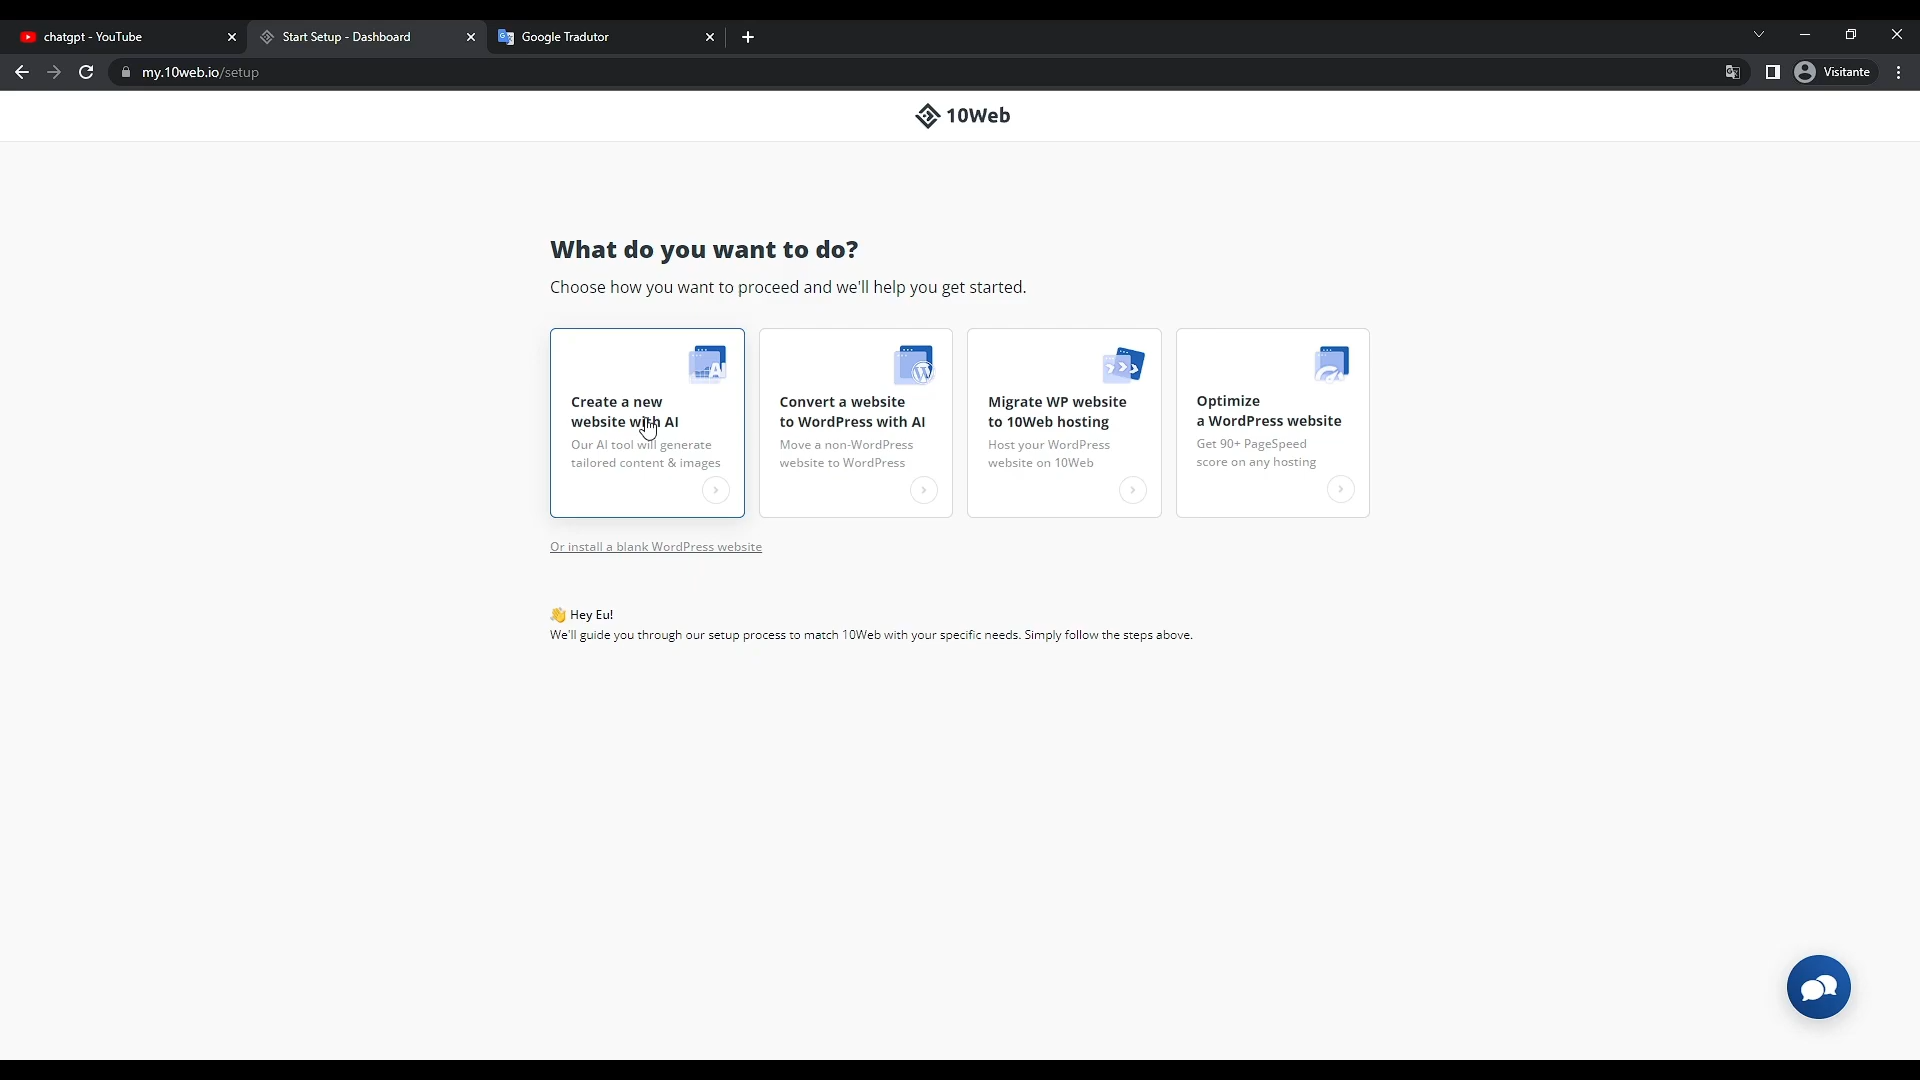 chatgpt - YouTube
Start Setup - Dashboard
Google Tradutor
my.10web.io/setup
Visitante
10Web
What do you want to do?
Choose how you want to proceed and we'll help you get started.
AI
Create a new
website with AI
Our AI tool will generate
tailored content & images
Convert a website
to WordPress with AI
Move a non-WordPress
website to WordPress
Migrate WP website
to 10Web hosting
Host your WordPress
website on 10Web
Optimize
a WordPress website
Get 90+ PageSpeed
score on any hosting
Or install a blank WordPress website
👋 Hey Eu!
We'll guide you through our setup process to match 10Web with your specific needs. Simply follow the steps above.